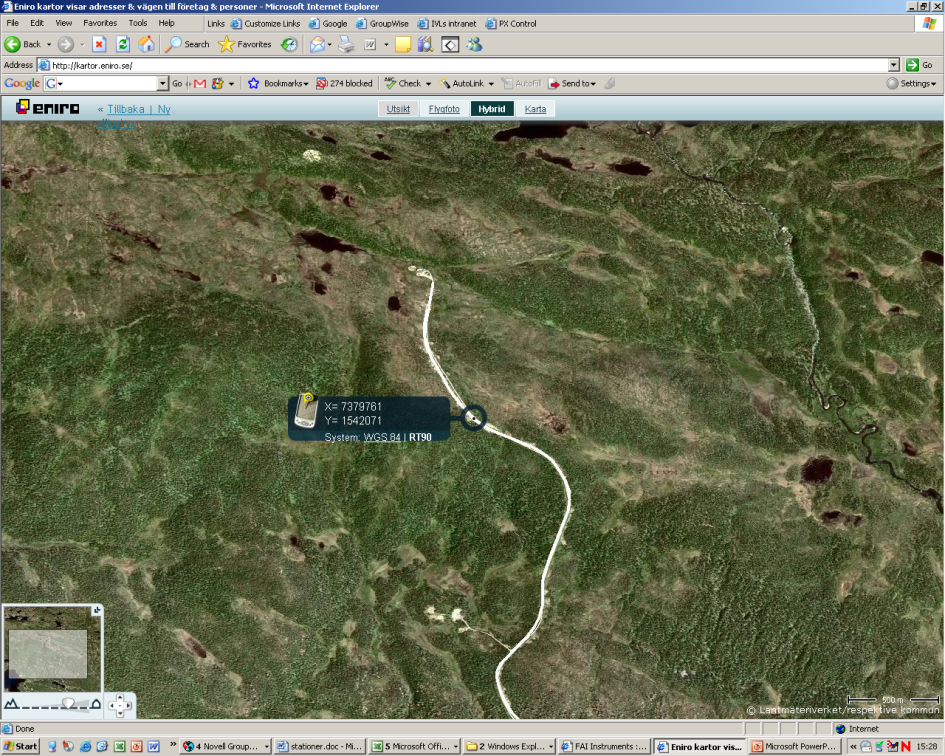 Eniro kartor visar adresser & vägen till företag & personer - Microsoft Internet Explorer
File Edit View Favorites Tools Help Links Customize Links Google GroupWise IVLs intranet PX Control
Back Search Favorites
Address http://kartor.eniro.se/ Go
Google G Go Bookmarks 274 blocked Check AutoLink AutoFill Send to Settings
eniro « Tillbaka | Ny Utsikt Flygfoto Hybrid Karta
X= 7379761
Y= 1542071
System: WGS 84 | RT90
500 m
© Lantmäteriverket/respektive kommun
Done Internet
Start 4 Novell Group... stationer.doc - Mi... 5 Microsoft Offi... 2 Windows Expl... FAI Instruments :... Eniro kartor vis... Microsoft PowerP... 15:28